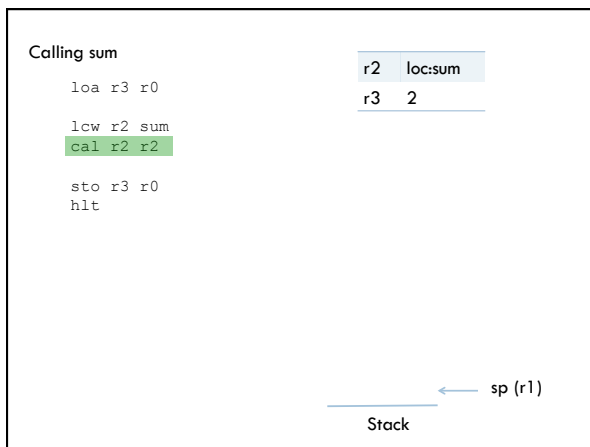 Calling sum
loa r3 r0
lcw r2 sum
cal r2 r2
sto r3 r0
hlt
r2 loc:sum
r3 2
sp (r1)
Stack